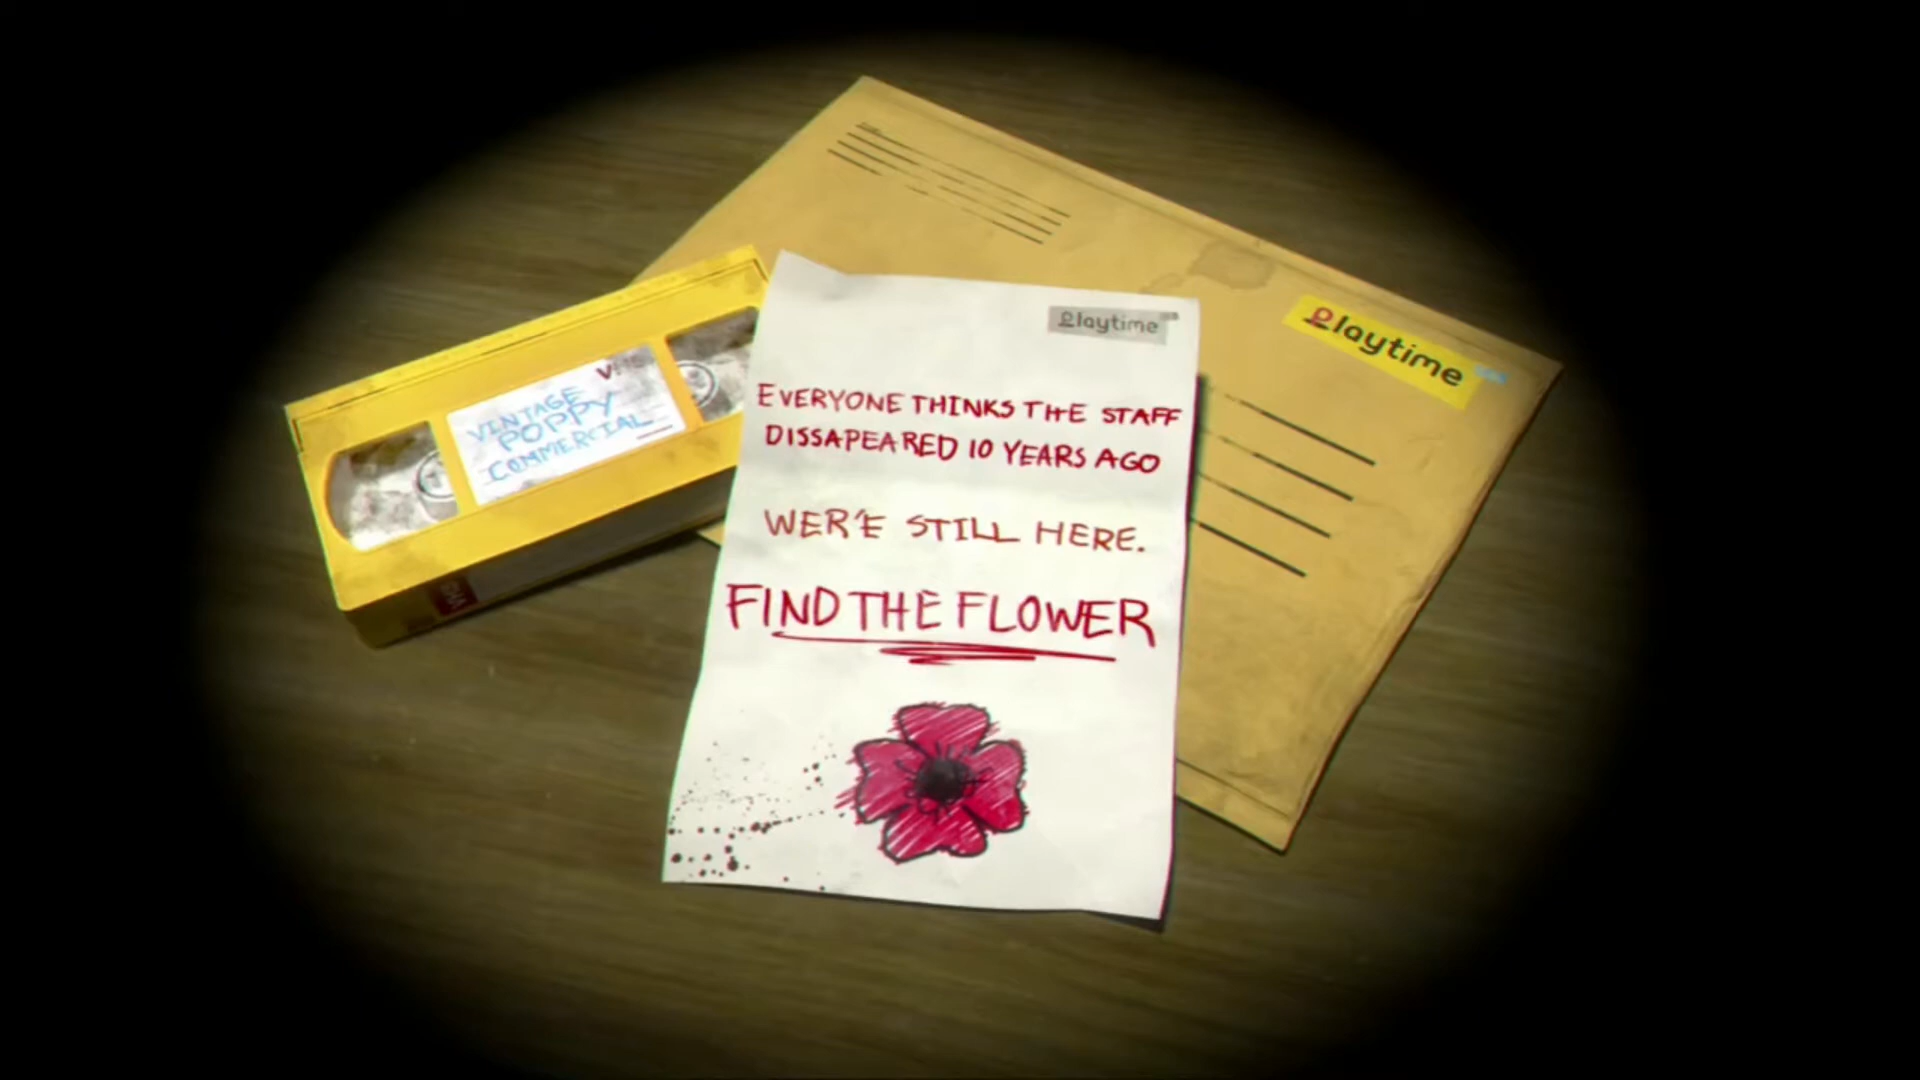 Playtime
VINTAGE
POPPY
COMMERCIAL
VHS
Playtime
EVERYONE THINKS THE STAFF
DISSAPEARED 10 YEARS AGO
WER'E STILL HERE.
FIND THE FLOWER